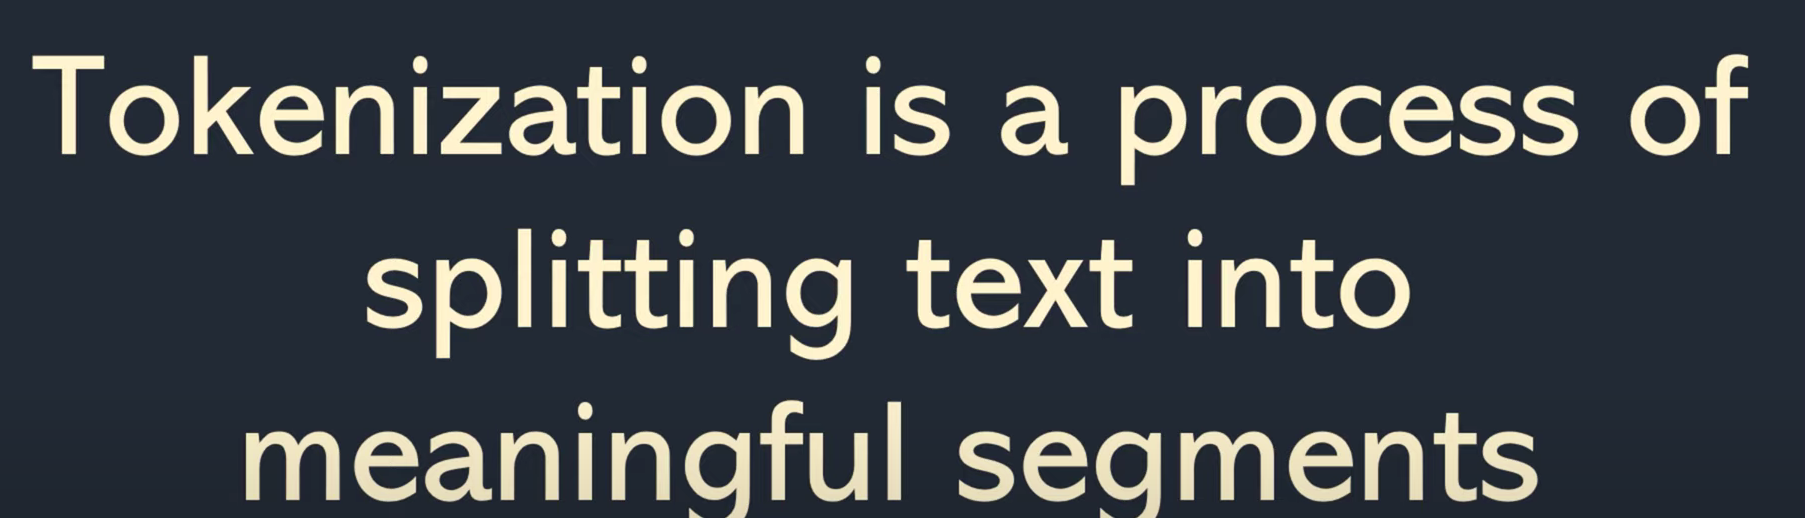 Tokenization is a process of
splitting text into
meaningful segments